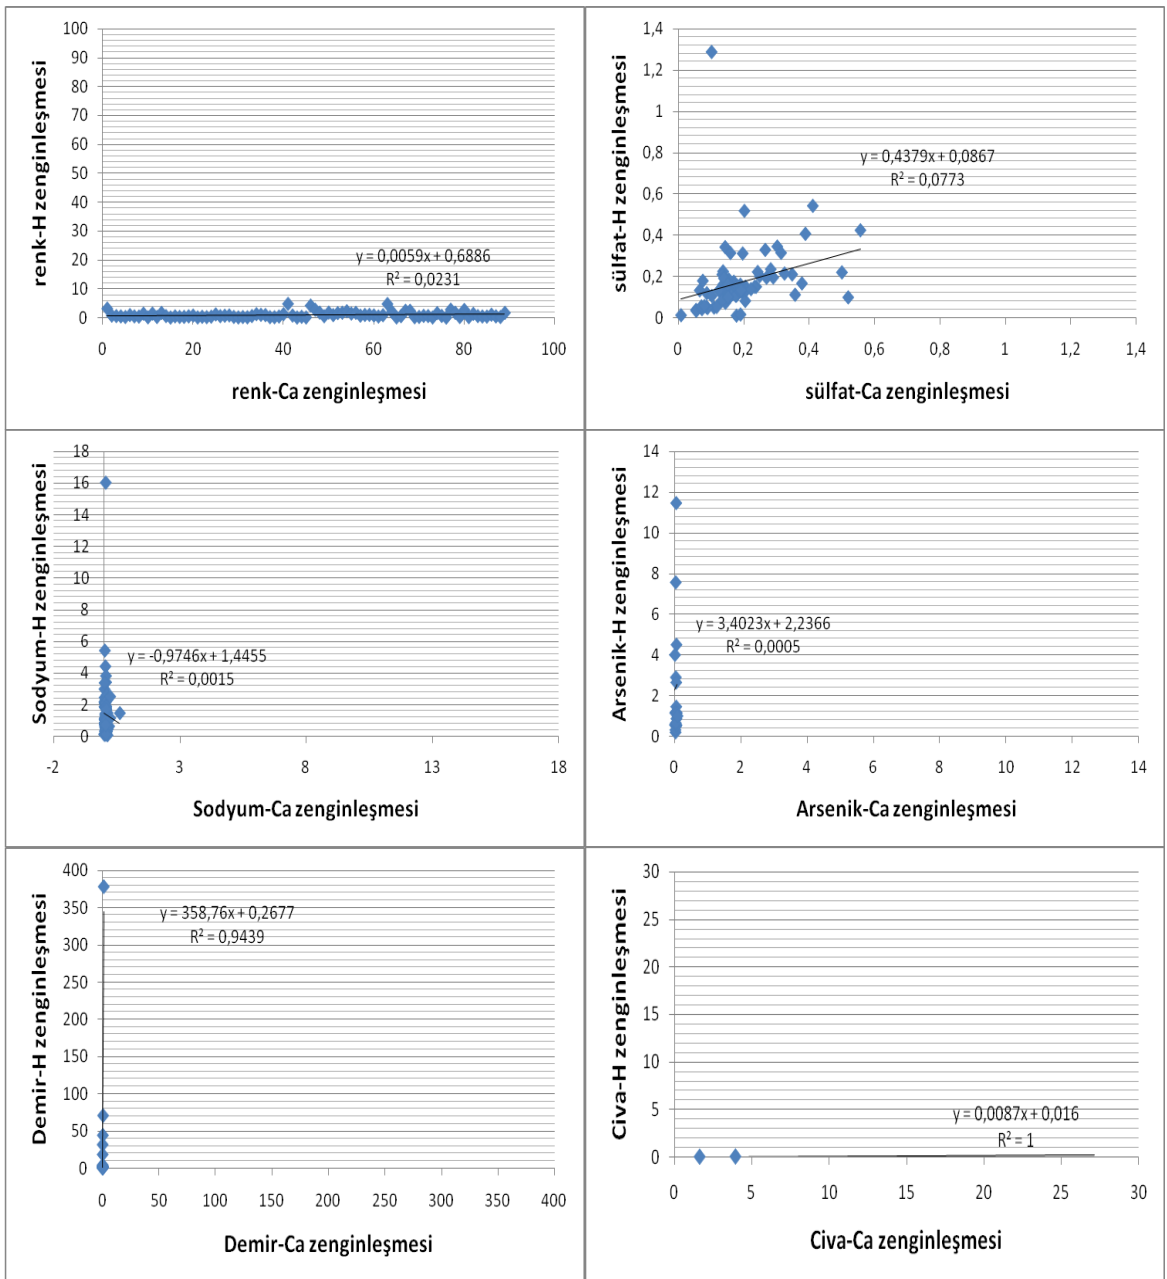 100
90
80
70
60
50
40
30
20
10
0
renk-H zenginleşmesi
y = 0,0059x + 0,6886
R² = 0,0231
0 20 40 60 80 100
renk-Ca zenginleşmesi
1,4
1,2
1
0,8
0,6
0,4
0,2
0
sülfat-H zenginleşmesi
y = 0,4379x + 0,0867
R² = 0,0773
0 0,2 0,4 0,6 0,8 1 1,2 1,4
sülfat-Ca zenginleşmesi
18
16
14
12
10
8
6
4
2
0
Sodyum-H zenginleşmesi
y = -0,9746x + 1,4455
R² = 0,0015
-2 3 8 13 18
Sodyum-Ca zenginleşmesi
14
12
10
8
6
4
2
0
Arsenik-H zenginleşmesi
y = 3,4023x + 2,2366
R² = 0,0005
0 2 4 6 8 10 12 14
Arsenik-Ca zenginleşmesi
400
350
300
250
200
150
100
50
0
Demir-H zenginleşmesi
y = 358,76x + 0,2677
R² = 0,9439
0 50 100 150 200 250 300 350 400
Demir-Ca zenginleşmesi
30
25
20
15
10
5
0
Civa-H zenginleşmesi
y = 0,0087x + 0,016
R² = 1
0 5 10 15 20 25 30
Civa-Ca zenginleşmesi